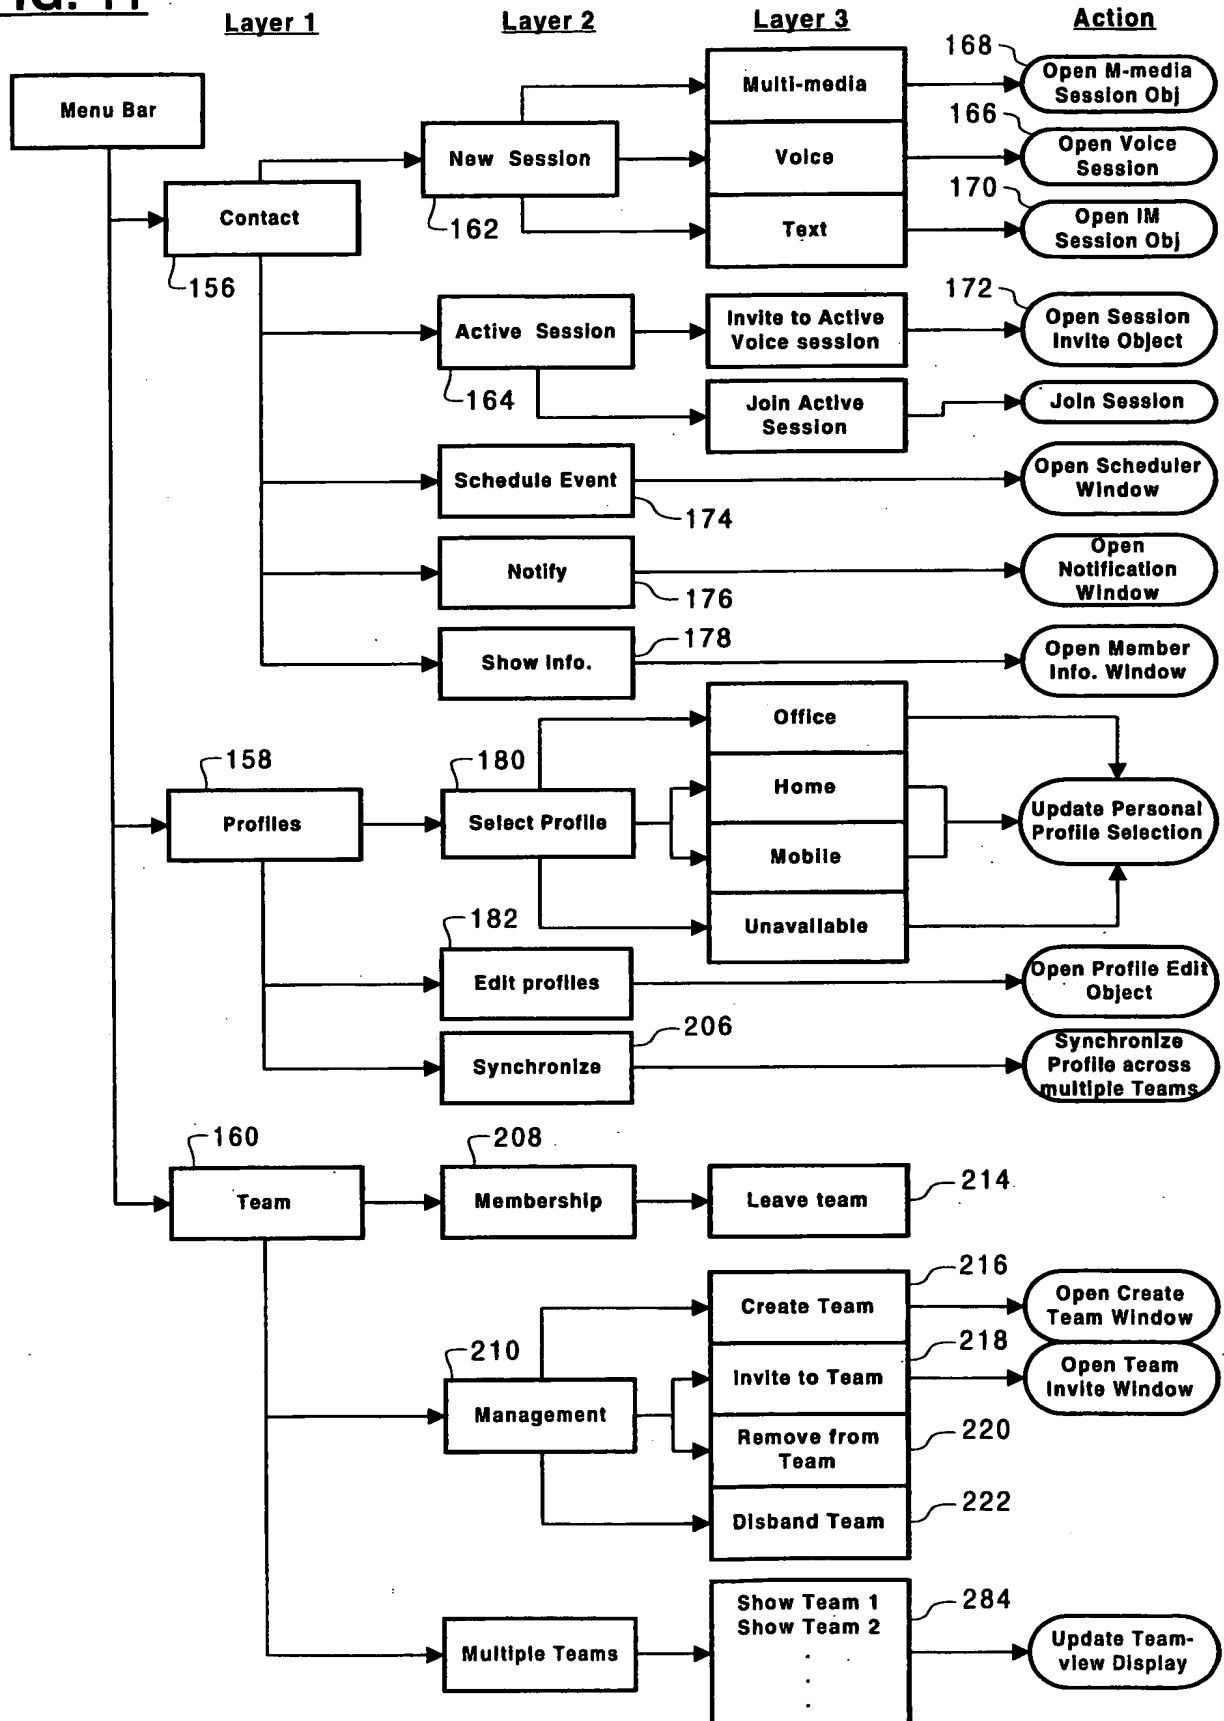 FIG. 11
Layer 1
Layer 2
Layer 3
Action
Menu Bar
Contact
156
New Session
162
Multi-media
Voice
Text
168
Open M-media
Session Obj
166
Open Voice
Session
170
Open IM
Session Obj
Active Session
164
Invite to Active
Voice session
172
Open Session
Invite Object
Join Active
Session
Join Session
Schedule Event
174
Open Scheduler
Window
Notify
176
Open
Notification
Window
178
Show Info.
Open Member
Info. Window
158
Profiles
180
Select Profile
Office
Home
Mobile
Unavailable
Update Personal
Profile Selection
182
Edit profiles
Open Profile Edit
Object
206
Synchronize
Synchronize
Profile across
multiple Teams
160
Team
208
Membership
Leave team
214
210
Management
216
Create Team
Open Create
Team Window
218
Invite to Team
Open Team
Invite Window
Remove from
Team
220
Disband Team
222
Multiple Teams
Show Team 1
Show Team 2
.
.
.
284
Update Team-
view Display